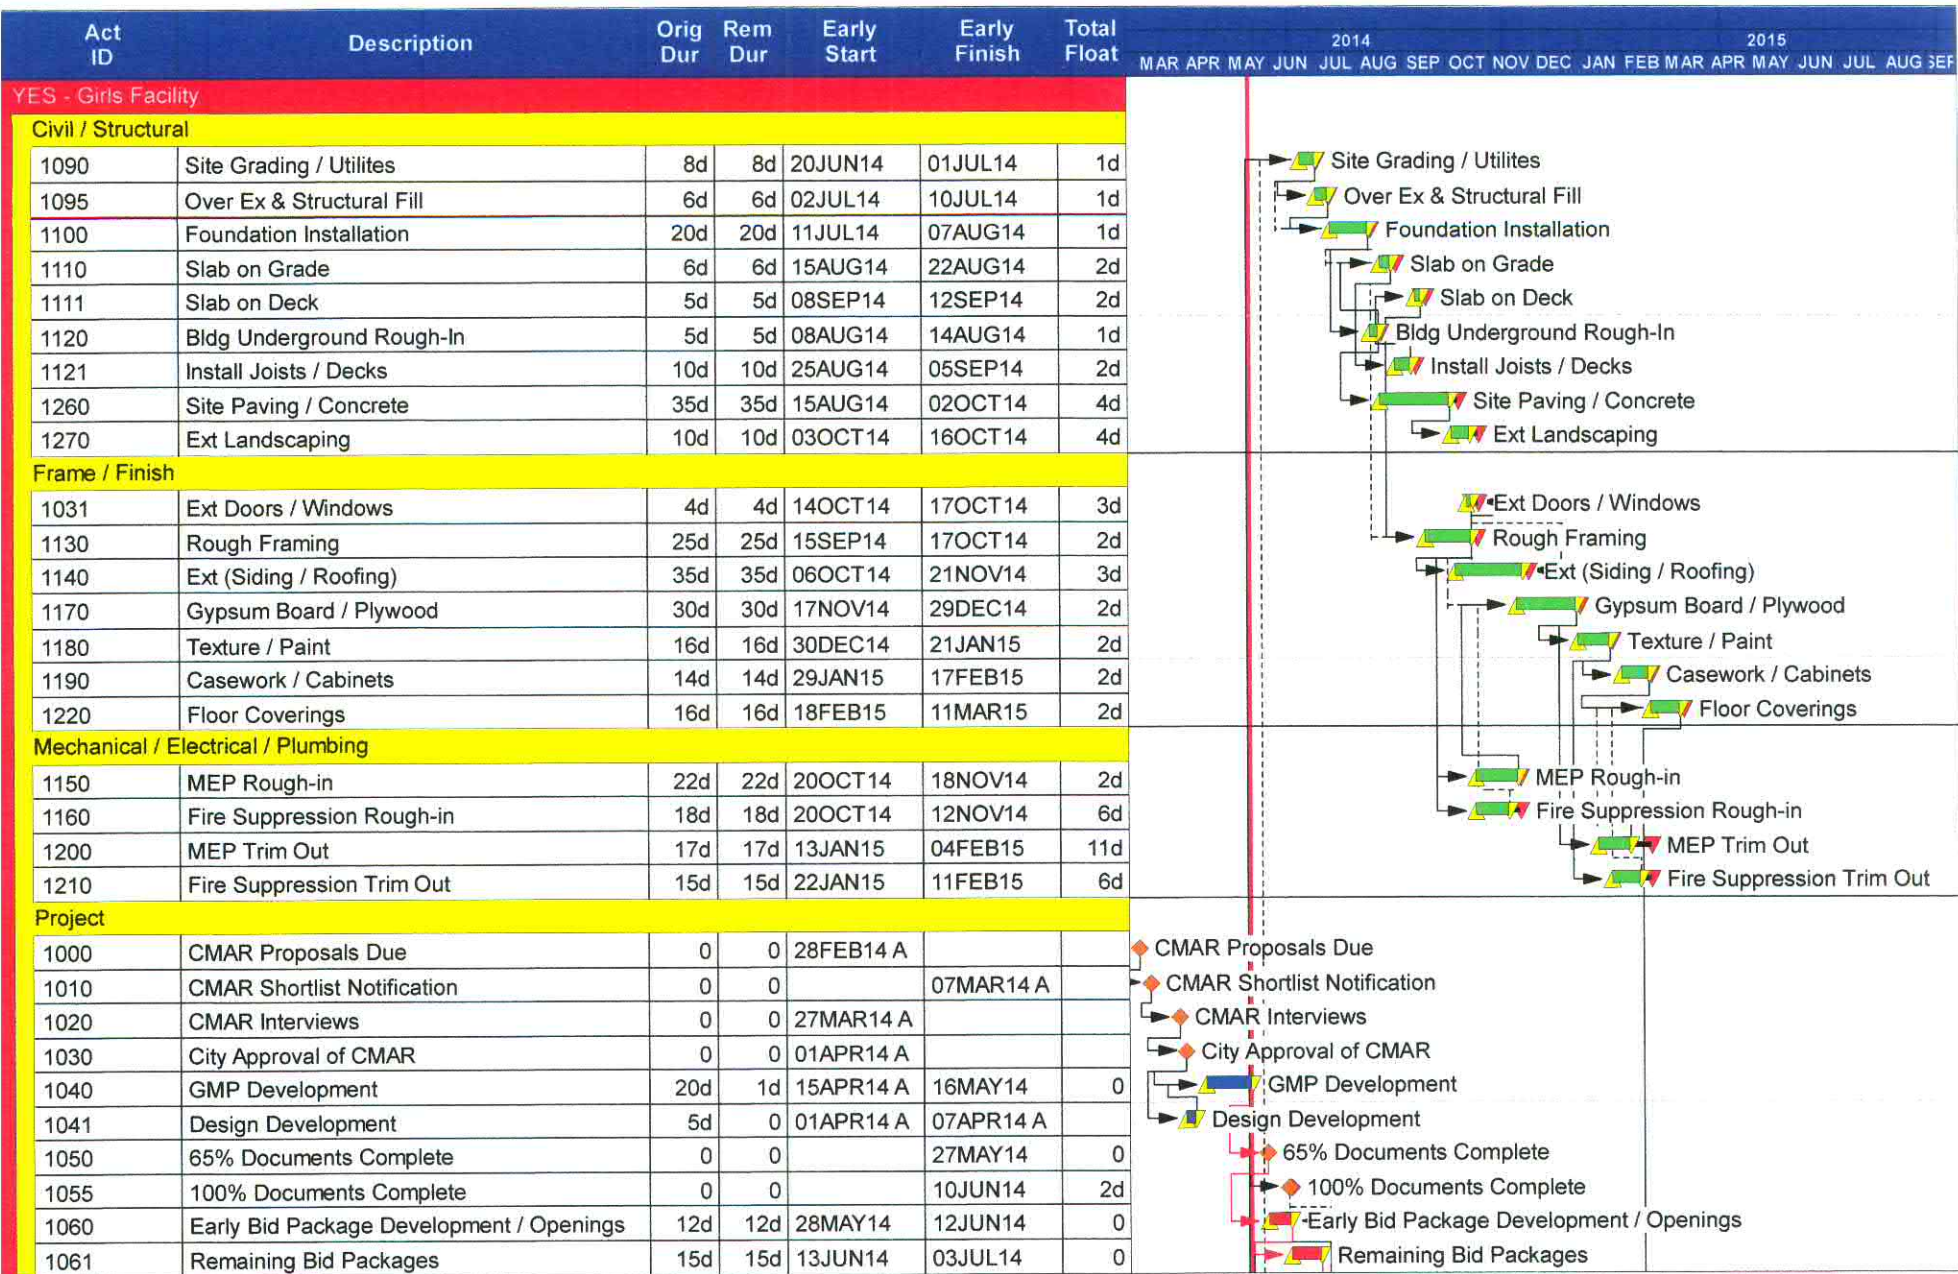 Act ID Description Orig Dur Rem Dur Early Start Early Finish Total Float
2014 2015
MAR APR MAY JUN JUL AUG SEP OCT NOV DEC JAN FEB MAR APR MAY JUN JUL AUG SEP
YES - Girls Facility
Civil / Structural
1090 Site Grading / Utilites 8d 8d 20JUN14 01JUL14 1d Site Grading / Utilites
1095 Over Ex & Structural Fill 6d 6d 02JUL14 10JUL14 1d Over Ex & Structural Fill
1100 Foundation Installation 20d 20d 11JUL14 07AUG14 1d Foundation Installation
1110 Slab on Grade 6d 6d 15AUG14 22AUG14 2d Slab on Grade
1111 Slab on Deck 5d 5d 08SEP14 12SEP14 2d Slab on Deck
1120 Bldg Underground Rough-In 5d 5d 08AUG14 14AUG14 1d Bldg Underground Rough-In
1121 Install Joists / Decks 10d 10d 25AUG14 05SEP14 2d Install Joists / Decks
1260 Site Paving / Concrete 35d 35d 15AUG14 02OCT14 4d Site Paving / Concrete
1270 Ext Landscaping 10d 10d 03OCT14 16OCT14 4d Ext Landscaping
Frame / Finish
1031 Ext Doors / Windows 4d 4d 14OCT14 17OCT14 3d Ext Doors / Windows
1130 Rough Framing 25d 25d 15SEP14 17OCT14 2d Rough Framing
1140 Ext (Siding / Roofing) 35d 35d 06OCT14 21NOV14 3d Ext (Siding / Roofing)
1170 Gypsum Board / Plywood 30d 30d 17NOV14 29DEC14 2d Gypsum Board / Plywood
1180 Texture / Paint 16d 16d 30DEC14 21JAN15 2d Texture / Paint
1190 Casework / Cabinets 14d 14d 29JAN15 17FEB15 2d Casework / Cabinets
1220 Floor Coverings 16d 16d 18FEB15 11MAR15 2d Floor Coverings
Mechanical / Electrical / Plumbing
1150 MEP Rough-in 22d 22d 20OCT14 18NOV14 2d MEP Rough-in
1160 Fire Suppression Rough-in 18d 18d 20OCT14 12NOV14 6d Fire Suppression Rough-in
1200 MEP Trim Out 17d 17d 13JAN15 04FEB15 11d MEP Trim Out
1210 Fire Suppression Trim Out 15d 15d 22JAN15 11FEB15 6d Fire Suppression Trim Out
Project
1000 CMAR Proposals Due 0 0 28FEB14 A CMAR Proposals Due
1010 CMAR Shortlist Notification 0 0 07MAR14 A CMAR Shortlist Notification
1020 CMAR Interviews 0 0 27MAR14 A CMAR Interviews
1030 City Approval of CMAR 0 0 01APR14 A City Approval of CMAR
1040 GMP Development 20d 1d 15APR14 A 16MAY14 0 GMP Development
1041 Design Development 5d 0 01APR14 A 07APR14 A Design Development
1050 65% Documents Complete 0 0 27MAY14 0 65% Documents Complete
1055 100% Documents Complete 0 0 10JUN14 2d 100% Documents Complete
1060 Early Bid Package Development / Openings 12d 12d 28MAY14 12JUN14 0 Early Bid Package Development / Openings
1061 Remaining Bid Packages 15d 15d 13JUN14 03JUL14 0 Remaining Bid Packages